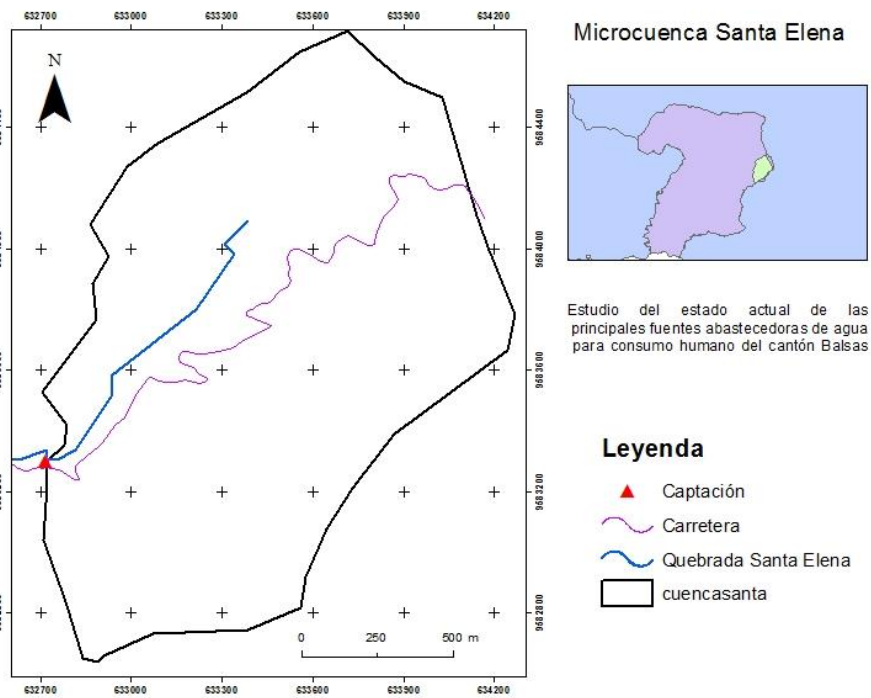 632700 633000 633300 633600 633900 634200
N
9684400
9684000
9683600
9683200
9682800
0 250 500 m
632700 633000 633300 633600 633900 634200
Microcuenca Santa Elena
Estudio del estado actual de las
principales fuentes abastecedoras de agua
para consumo humano del cantón Balsas
Leyenda
Captación
Carretera
Quebrada Santa Elena
cuencasanta